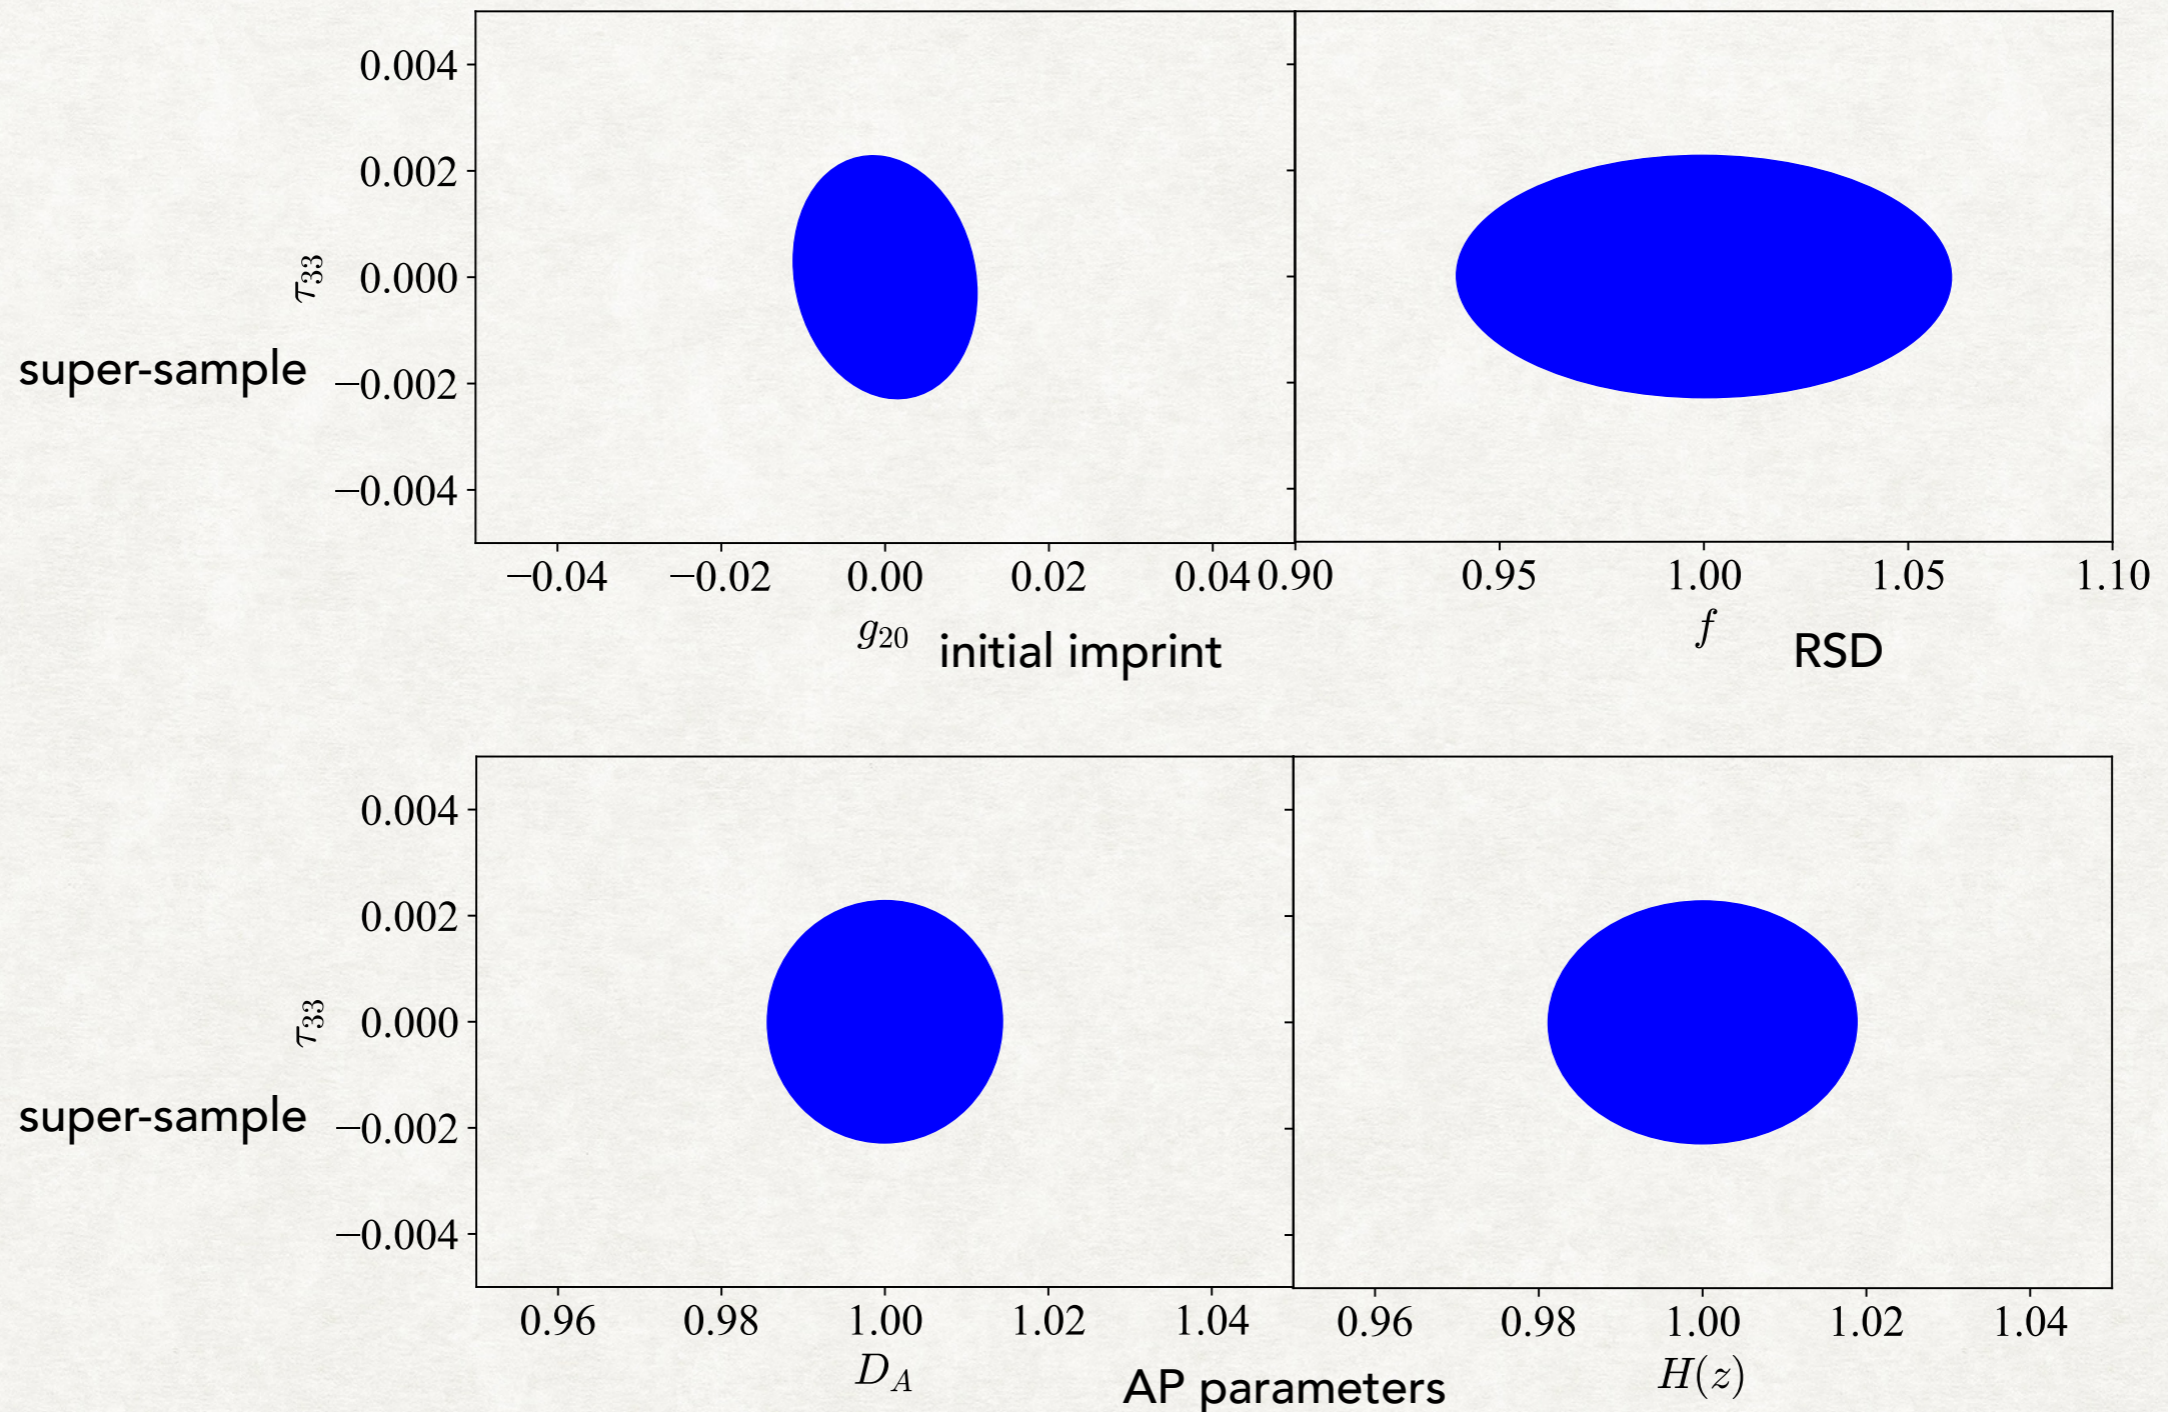 0.004
0.002
τ33
0.000
super-sample −0.002
−0.004
−0.04 −0.02 0.00 0.02 0.04 0.90 0.95 1.00 1.05 1.10
g20 initial imprint f RSD
0.004
0.002
τ33
0.000
super-sample −0.002
−0.004
0.96 0.98 1.00 1.02 1.04 0.96 0.98 1.00 1.02 1.04
DA AP parameters H(z)